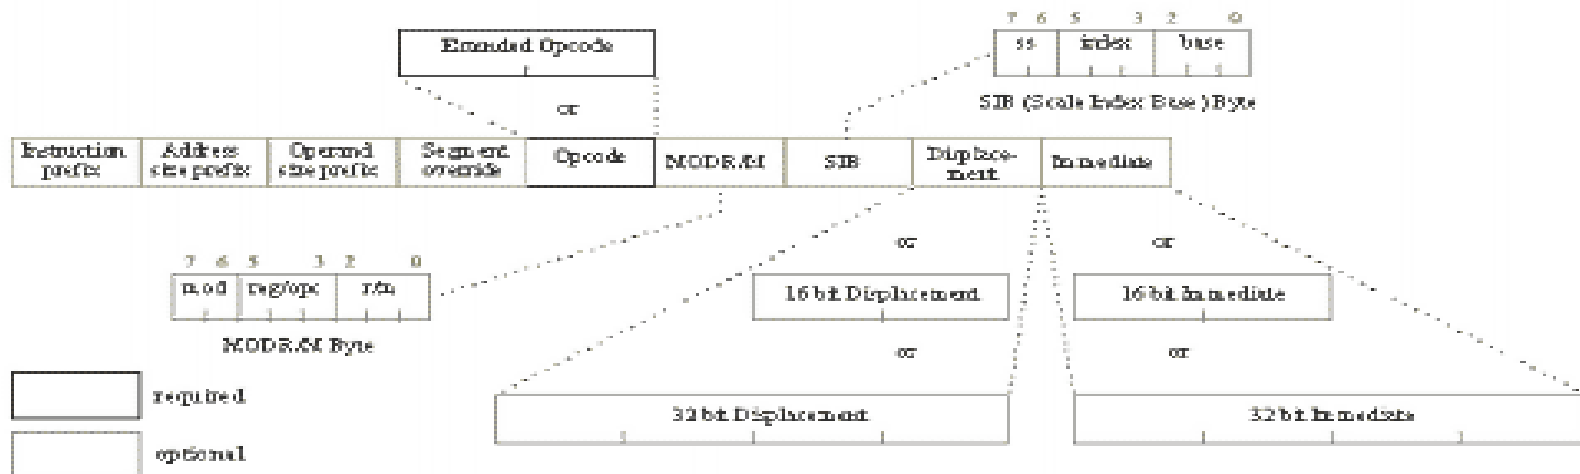 7 6 5 3 2 0
ss index base
SIB (Scale Index Base) Byte
Extended Opcode
or
Instruction prefix
Address size prefix
Operand size prefix
Segment override
Opcode
MODR/M
SIB
Displace-
ment
Immediate
7 6 5 3 2 0
mod reg/opc r/m
MODR/M Byte
or
or
16 bit Displacement
16 bit Immediate
or
or
32 bit Displacement
32 bit Immediate
required
optional